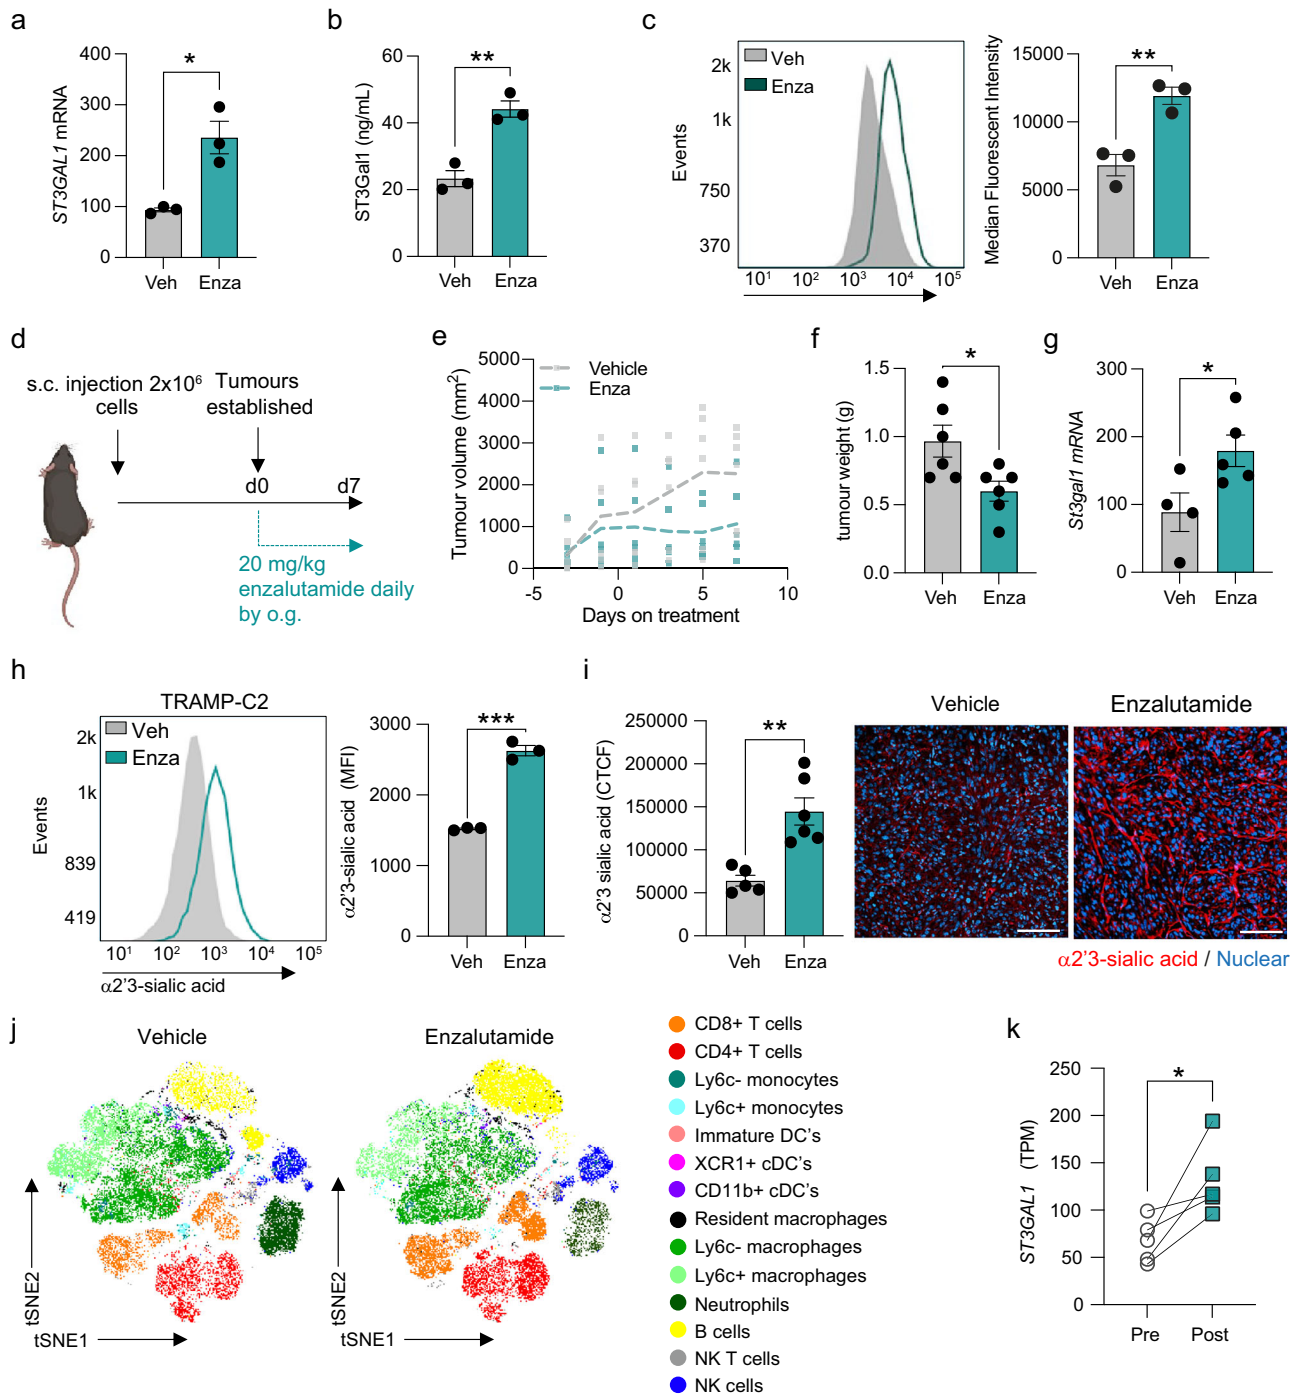 a
ST3GAL1 mRNA
400
300
200
100
0
*
Veh
Enza
b
ST3Gal1 (ng/mL)
60
40
20
0
**
Veh
Enza
c
Veh
Enza
Events
2k
1k
750
370
10¹ 10² 10³ 10⁴ 10⁵
Median Fluorescent Intensity
15000
10000
5000
0
**
Veh
Enza
d
s.c. injection 2x10⁶
cells
Tumours
established
d0
d7
20 mg/kg
enzalutamide daily
by o.g.
e
Tumour volume (mm²)
5000
4000
3000
2000
1000
0
Vehicle
Enza
-5 0 5 10
Days on treatment
f
tumour weight (g)
1.5
1.0
0.5
0.0
*
Veh
Enza
g
St3gal1 mRNA
300
200
100
0
*
Veh
Enza
h
TRAMP-C2
Veh
Enza
Events
2k
1k
839
419
10¹ 10² 10³ 10⁴ 10⁵
α2'3-sialic acid
α2'3-sialic acid (MFI)
3000
2000
1000
0
***
Veh
Enza
i
α2'3 sialic acid (CTCF)
250000
200000
150000
100000
50000
0
**
Veh
Enza
Vehicle
Enzalutamide
α2'3-sialic acid / Nuclear
j
Vehicle
Enzalutamide
tSNE2
tSNE1
tSNE2
tSNE1
CD8+ T cells
CD4+ T cells
Ly6c- monocytes
Ly6c+ monocytes
Immature DC's
XCR1+ cDC's
CD11b+ cDC's
Resident macrophages
Ly6c- macrophages
Ly6c+ macrophages
Neutrophils
B cells
NK T cells
NK cells
k
ST3GAL1 (TPM)
250
200
150
100
50
0
*
Pre
Post